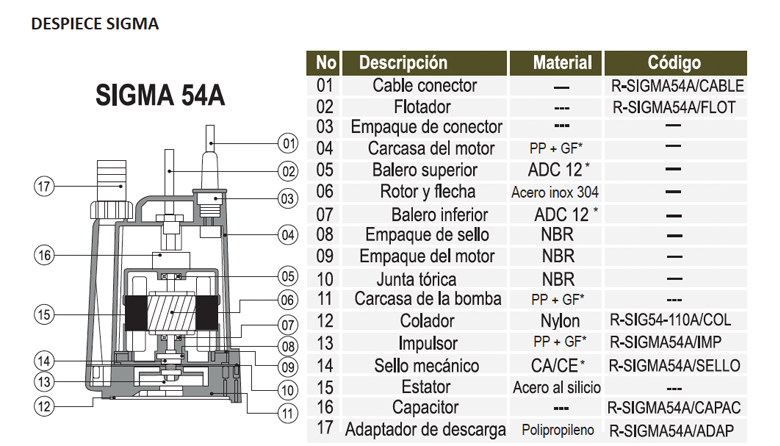 DESPIECE SIGMA
SIGMA 54A
01
02
03
04
05
06
07
08
09
10
11
17
16
15
14
13
12
No Descripción Material Código
01 Cable conector — R-SIGMA54A/CABLE
02 Flotador --- R-SIGMA54A/FLOT
03 Empaque de conector --- —
04 Carcasa del motor PP + GF* —
05 Balero superior ADC 12 * —
06 Rotor y flecha Acero inox 304 —
07 Balero inferior ADC 12 * —
08 Empaque de sello NBR —
09 Empaque del motor NBR —
10 Junta tórica NBR —
11 Carcasa de la bomba PP + GF* ---
12 Colador Nylon R-SIG54-110A/COL
13 Impulsor PP + GF* R-SIGMA54A/IMP
14 Sello mecánico CA/CE* R-SIGMA54A/SELLO
15 Estator Acero al silicio ---
16 Capacitor --- R-SIGMA54A/CAPAC
17 Adaptador de descarga Polipropileno R-SIGMA54A/ADAP